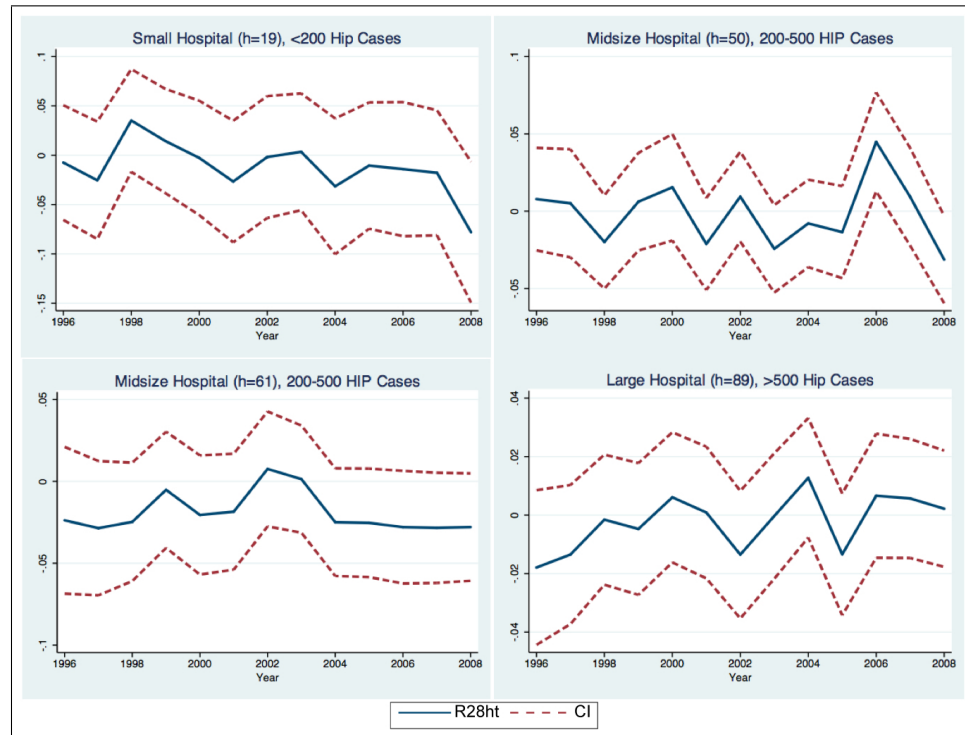 Small Hospital (h=19), <200 Hip Cases
.1
.05
0
-.05
-.1
-.15
1996 1998 2000 2002 2004 2006 2008
Year
Midsize Hospital (h=50), 200-500 HIP Cases
.1
.05
0
-.05
1996 1998 2000 2002 2004 2006 2008
Year
Midsize Hospital (h=61), 200-500 HIP Cases
.05
0
-.05
-.1
1996 1998 2000 2002 2004 2006 2008
Year
Large Hospital (h=89), >500 Hip Cases
.04
.02
0
-.02
-.04
1996 1998 2000 2002 2004 2006 2008
Year
R28ht CI